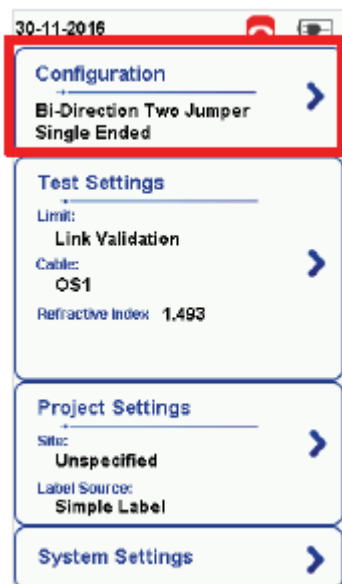 30-11-2016
Configuration
Bi-Direction Two Jumper
Single Ended
Test Settings
Limit:
Link Validation
Cable:
OS1
Refractive Index 1.493
Project Settings
Site:
Unspecified
Label Source:
Simple Label
System Settings